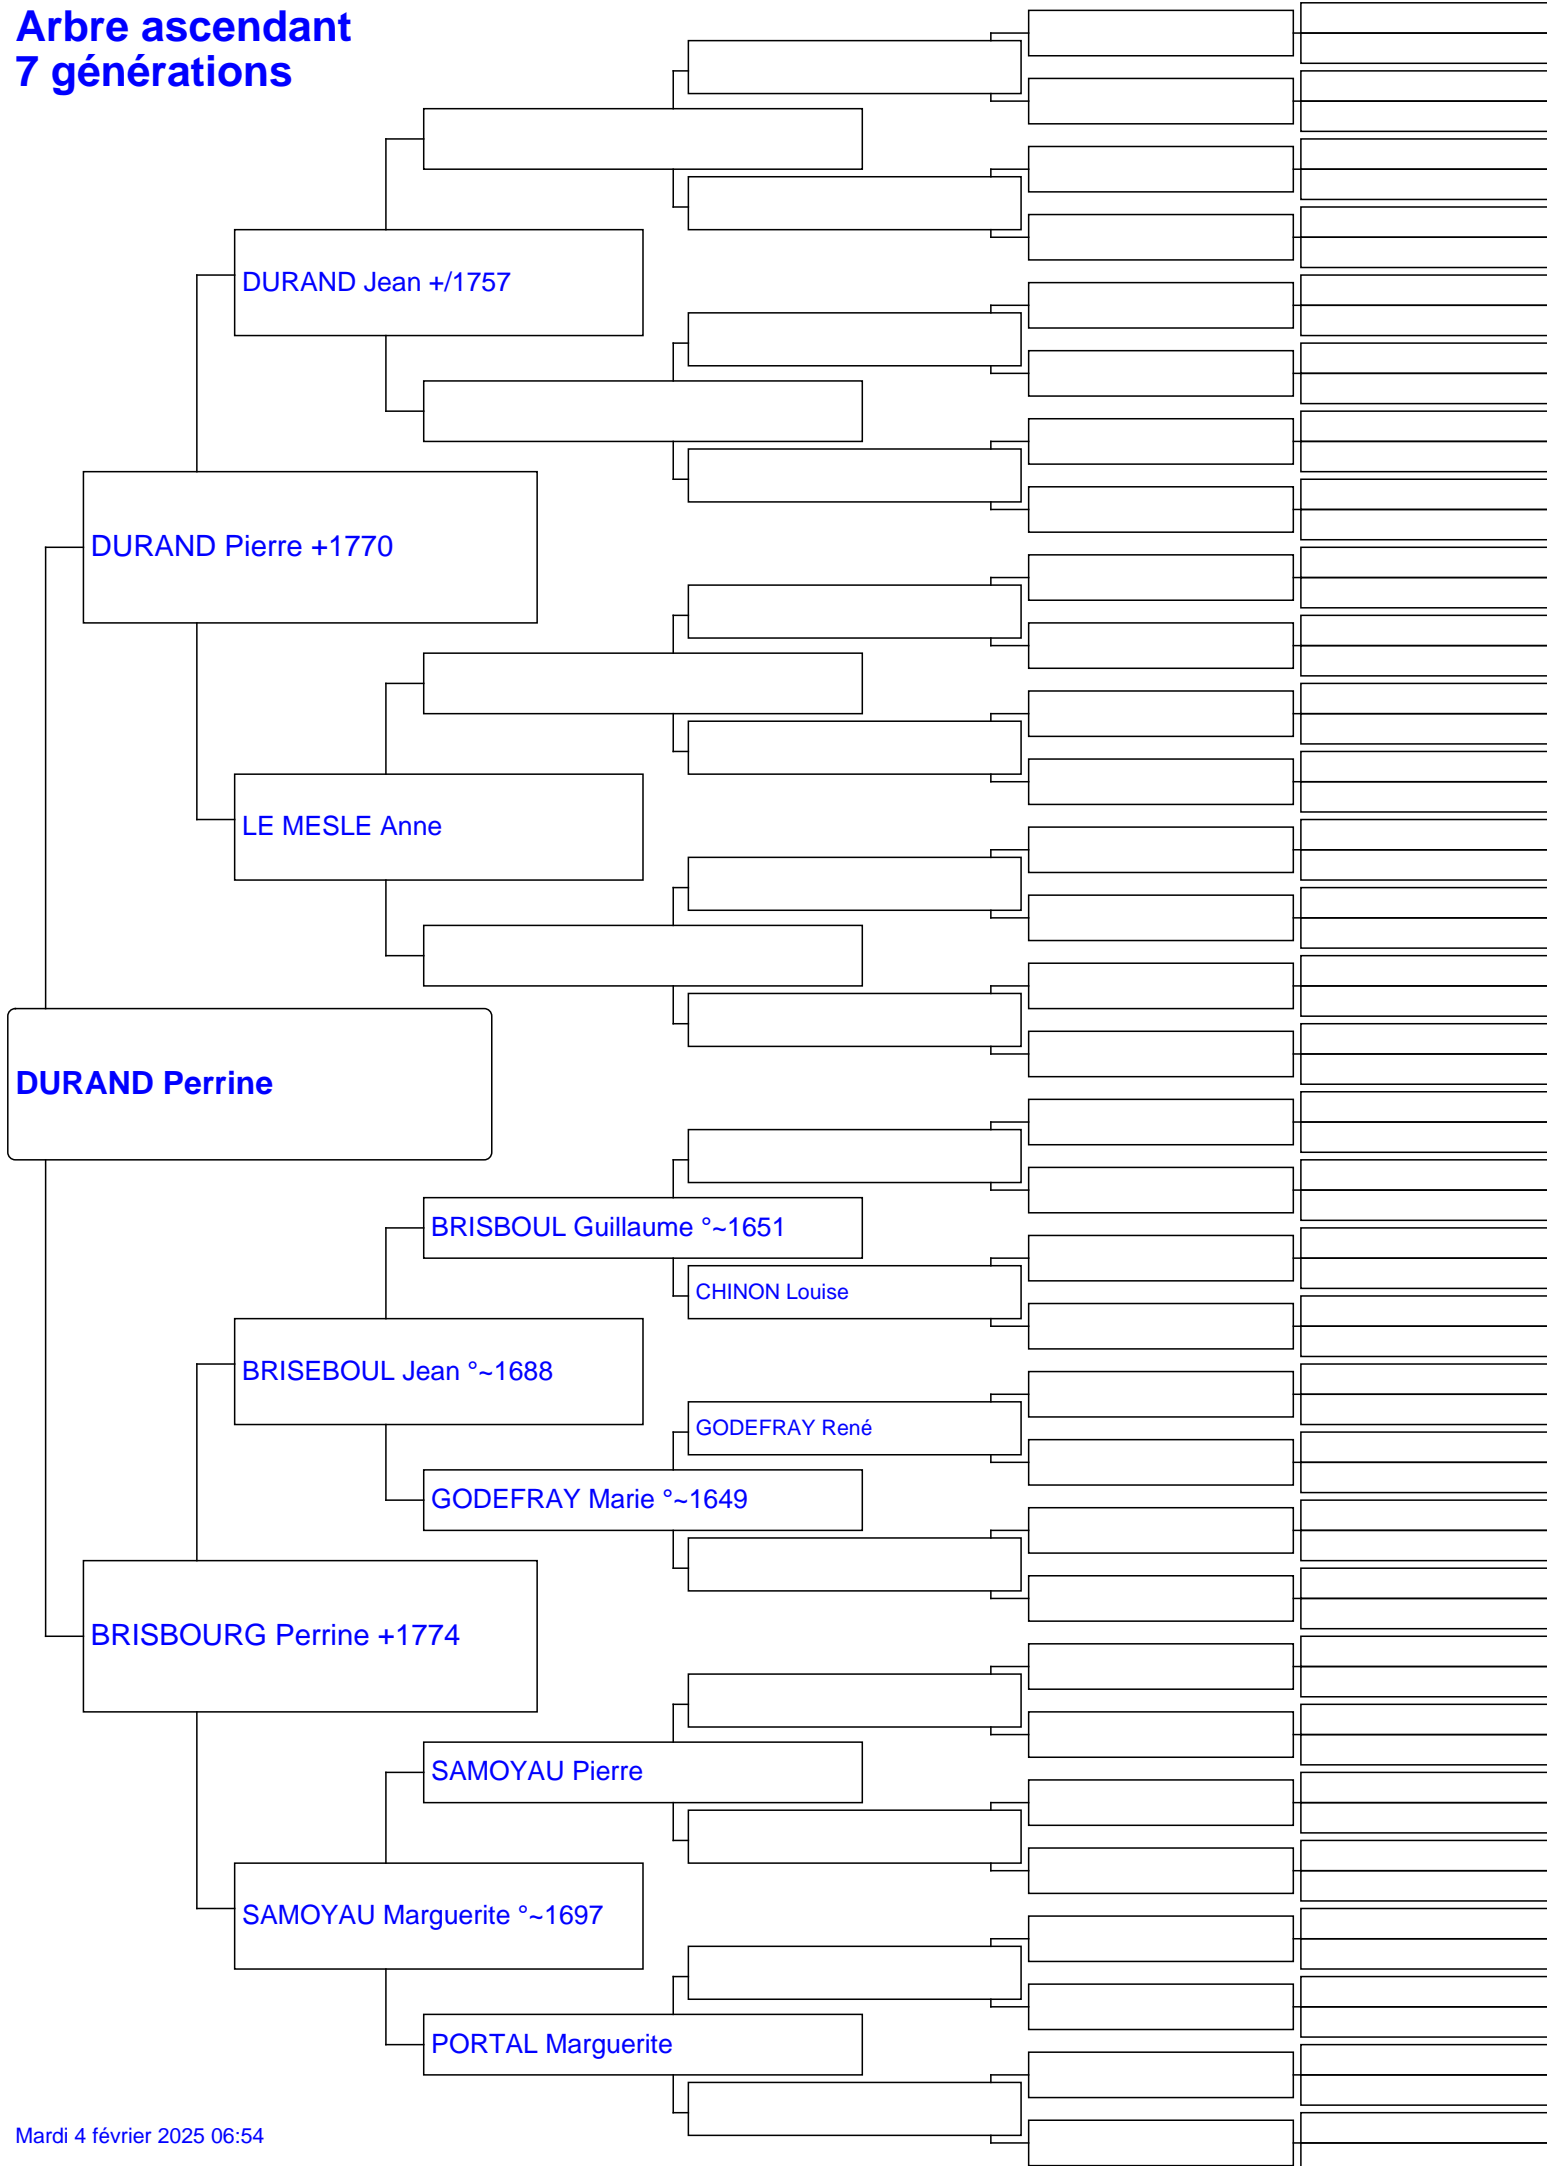 Arbre ascendant
7 générations
DURAND Jean +/1757
DURAND Pierre +1770
LE MESLE Anne
DURAND Perrine
BRISBOUL Guillaume °~1651
CHINON Louise
BRISEBOUL Jean °~1688
GODEFRAY René
GODEFRAY Marie °~1649
BRISBOURG Perrine +1774
SAMOYAU Pierre
SAMOYAU Marguerite °~1697
PORTAL Marguerite
Mardi 4 février 2025 06:54